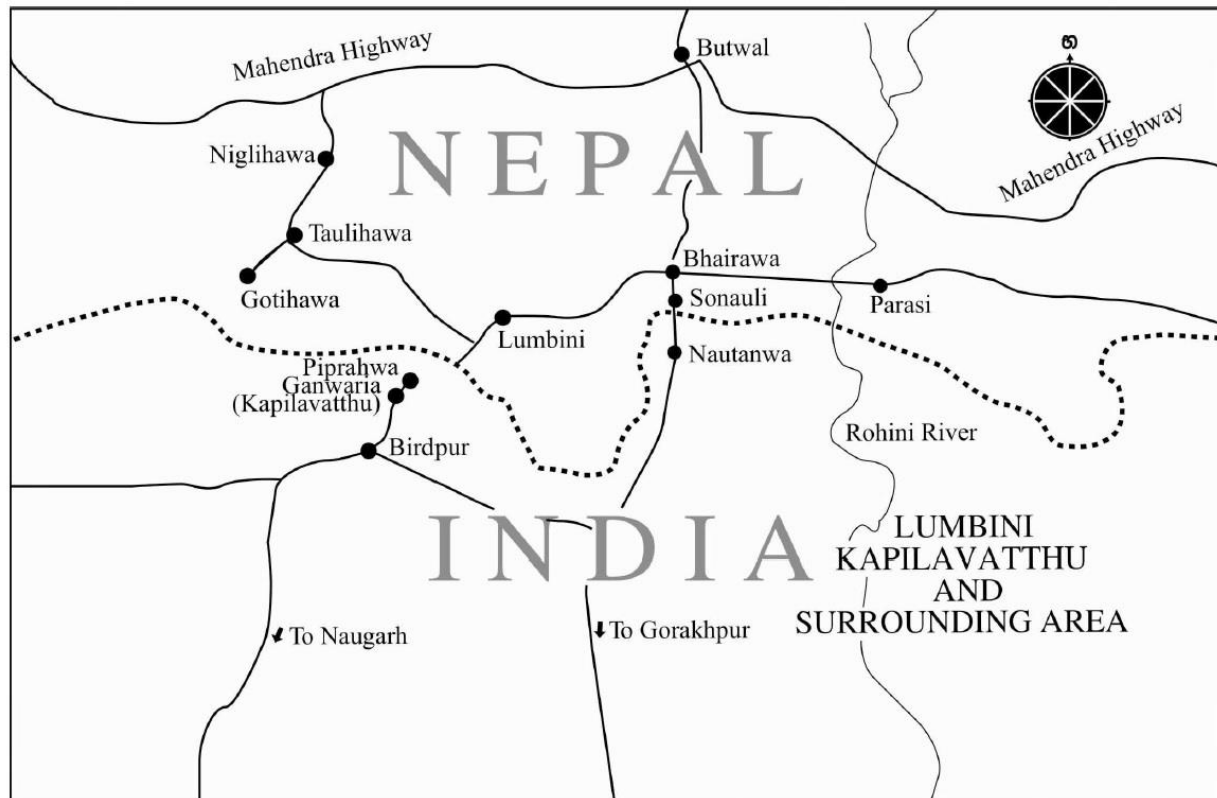 Mahendra Highway
Butwal
ຮ
Niglihawa
NEPAL
Mahendra Highway
Taulihawa
Gotihawa
Bhairawa
Sonauli
Parasi
Lumbini
Nautanwa
Piprahwa
Ganwaria
(Kapilavatthu)
Birdpur
Rohini River
INDIA
LUMBINI
KAPILAVATTHU
AND
SURROUNDING AREA
To Naugarh
To Gorakhpur